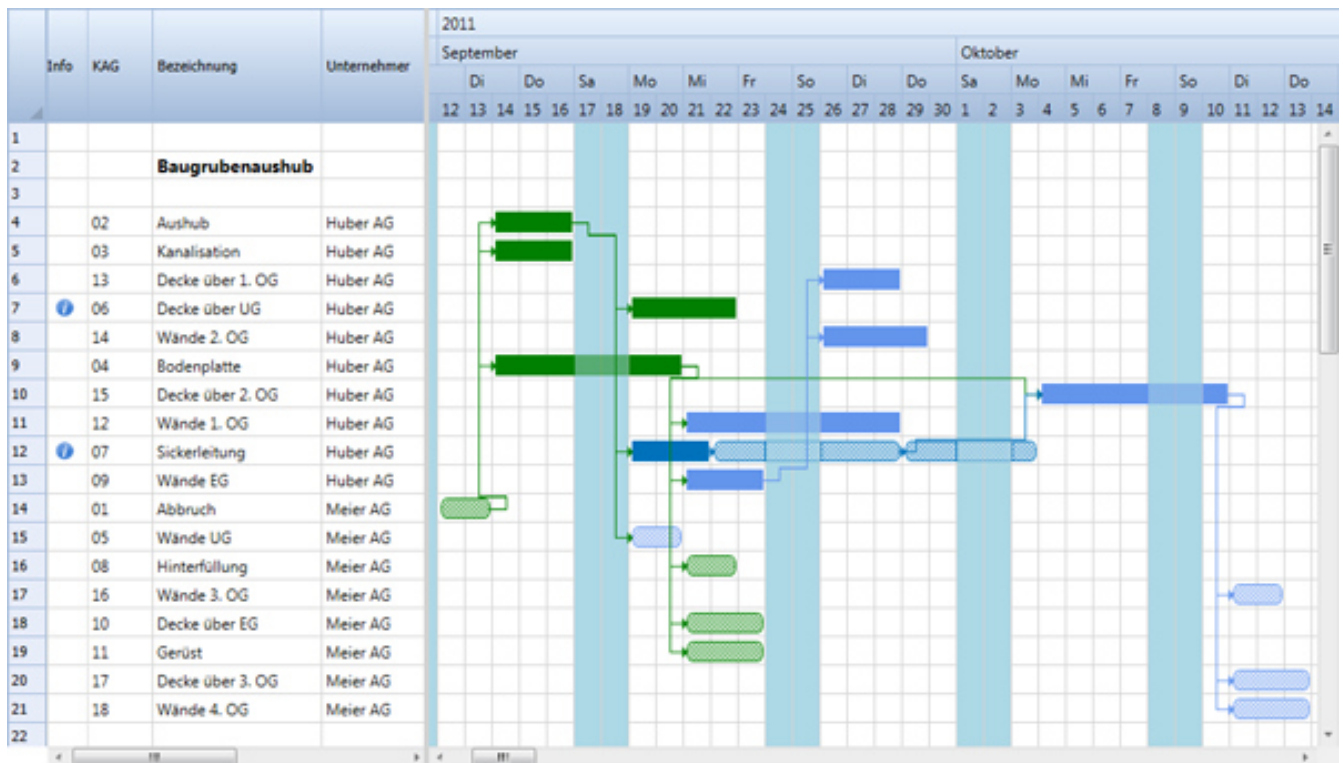 2011
Info KAG Bezeichnung Unternehmer September Oktober
Di Do Sa Mo Mi Fr So Di Do Sa Mo Mi Fr So Di Do
12 13 14 15 16 17 18 19 20 21 22 23 24 25 26 27 28 29 30 1 2 3 4 5 6 7 8 9 10 11 12 13 14
1
2 Baugrubenaushub
3
4 02 Aushub Huber AG
5 03 Kanalisation Huber AG
6 13 Decke über 1. OG Huber AG
7 06 Decke über UG Huber AG
8 14 Wände 2. OG Huber AG
9 04 Bodenplatte Huber AG
10 15 Decke über 2. OG Huber AG
11 12 Wände 1. OG Huber AG
12 07 Sickerleitung Huber AG
13 09 Wände EG Huber AG
14 01 Abbruch Meier AG
15 05 Wände UG Meier AG
16 08 Hinterfüllung Meier AG
17 16 Wände 3. OG Meier AG
18 10 Decke über EG Meier AG
19 11 Gerüst Meier AG
20 17 Decke über 3. OG Meier AG
21 18 Wände 4. OG Meier AG
22